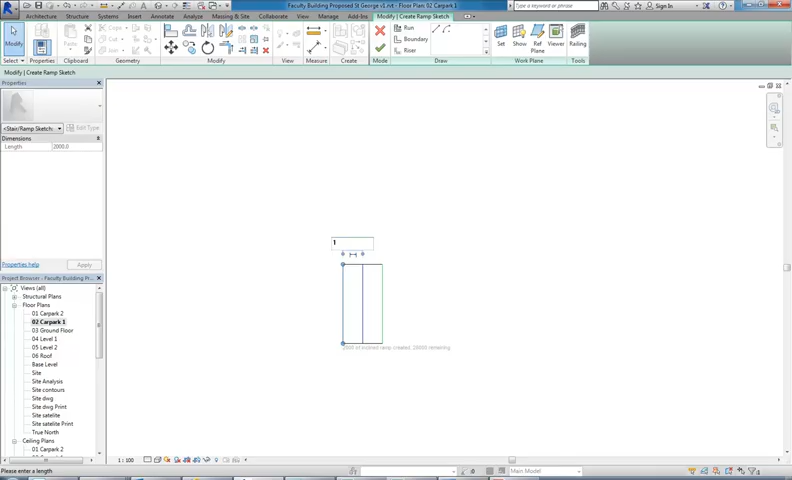 Faculty Building Proposed St George v1.rvt - Floor Plan: 02 Carpark 1
Type a keyword or phrase
Sign In
Architecture Structure Systems Insert Annotate Analyze Massing & Site Collaborate View Manage Add-Ins Modify | Create Ramp Sketch
Modify
Properties
Paste
Run
Boundary
Riser
Set Show Ref Plane Viewer
Railing
Select Properties Clipboard Geometry Modify View Measure Create Mode Draw Work Plane Tools
Modify | Create Ramp Sketch
Properties
<Stair/Ramp Sketch:
Edit Type
Dimensions
Length 2000.0
Properties help
Apply
Project Browser - Faculty Building Pr...
Views (all)
Structural Plans
Floor Plans
01 Carpark 2
02 Carpark 1
03 Ground Floor
04 Level 1
05 Level 2
06 Roof
Base Level
Site
Site Analysis
Site contours
Site dwg
Site dwg Print
Site satelite
Site satelite Print
True North
Ceiling Plans
01 Carpark 2
1
of inclined ramp created, remaining
1 : 100
Please enter a length
:0
Main Model